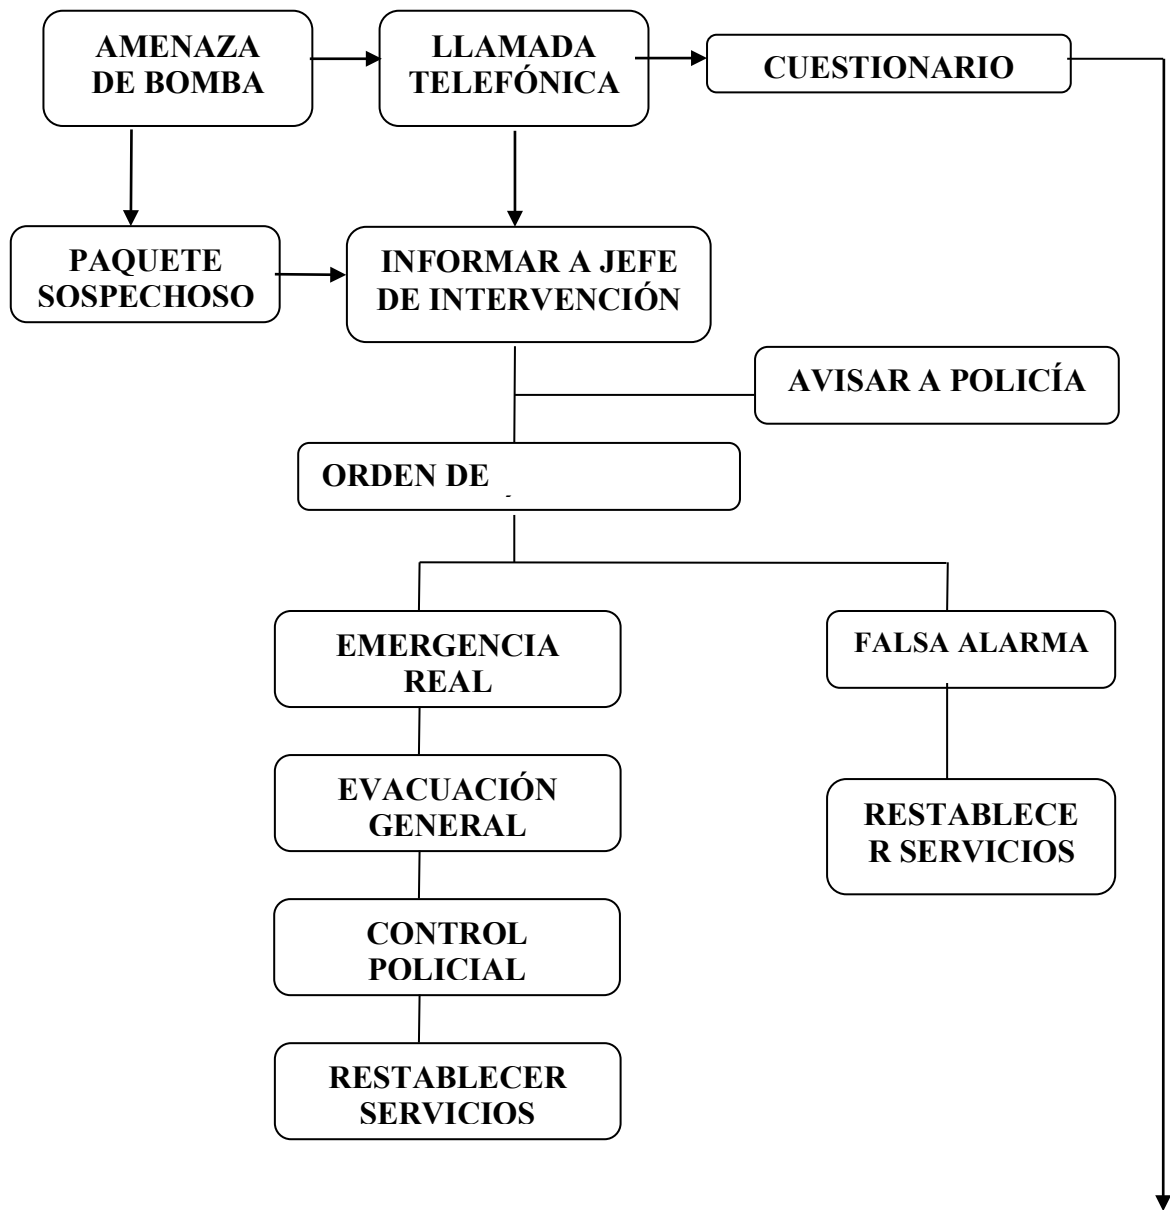 AMENAZA
DE BOMBA
LLAMADA
TELEFÓNICA
CUESTIONARIO
PAQUETE
SOSPECHOSO
INFORMAR A JEFE
DE INTERVENCIÓN
AVISAR A POLICÍA
ORDEN DE
EMERGENCIA
REAL
FALSA ALARMA
EVACUACIÓN
GENERAL
RESTABLECE
R SERVICIOS
CONTROL
POLICIAL
RESTABLECER
SERVICIOS